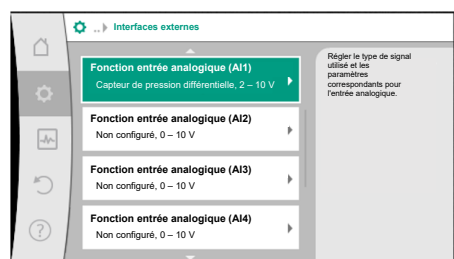 ..▸ Interfaces externes
Fonction entrée analogique (AI1)
Capteur de pression différentielle, 2 – 10 V
Fonction entrée analogique (AI2)
Non configuré, 0 – 10 V
Fonction entrée analogique (AI3)
Non configuré, 0 – 10 V
Fonction entrée analogique (AI4)
Non configuré, 0 – 10 V
Régler le type de signal
utilisé et les
paramètres
correspondants pour
l'entrée analogique.
?